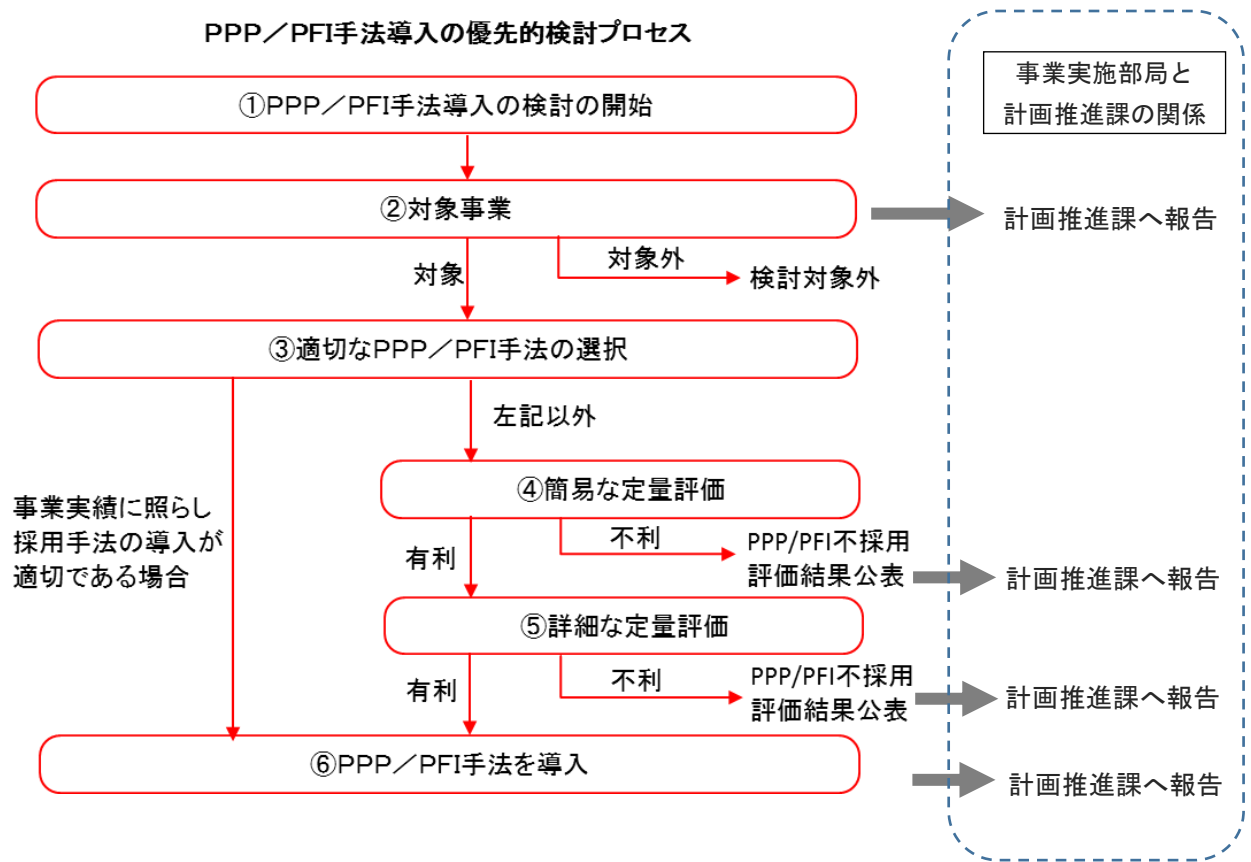 PPP／PFI手法導入の優先的検討プロセス
事業実施部局と
計画推進課の関係
①PPP／PFI手法導入の検討の開始
②対象事業
計画推進課へ報告
対象
対象外
検討対象外
③適切なPPP／PFI手法の選択
左記以外
事業実績に照らし
採用手法の導入が
適切である場合
④簡易な定量評価
有利
不利
PPP/PFI不採用
評価結果公表
計画推進課へ報告
⑤詳細な定量評価
有利
不利
PPP/PFI不採用
評価結果公表
計画推進課へ報告
⑥PPP／PFI手法を導入
計画推進課へ報告